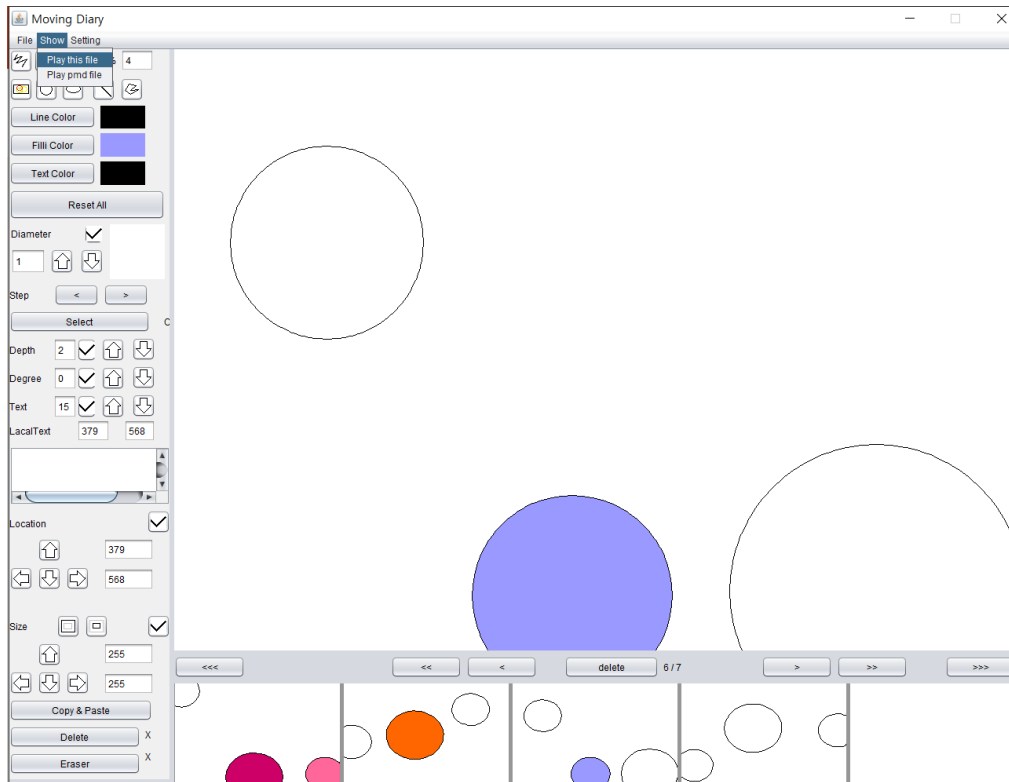 Moving Diary
File Show Setting
Play this file
Play pmd file
% 4
Line Color
Filli Color
Text Color
Reset All
Diameter
1
Step < >
Select C
Depth 2
Degree 0
Text 15
LacalText 379 568
Location
379
568
Size
255
255
Copy & Paste
Delete X
Eraser X
<<< << < delete 6 / 7 > >> >>>